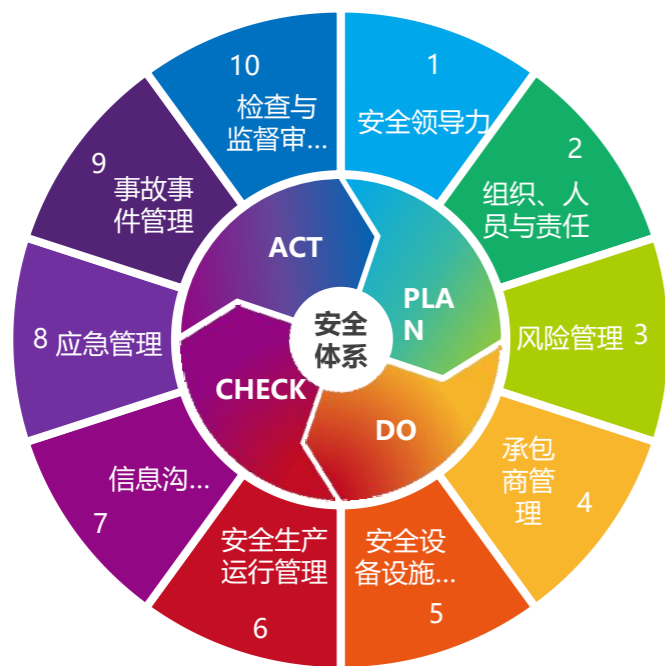 1
安全领导力
2
组织、人
员与责任
风险管理 3
承包
商管
理
4
安全设
备设施...
5
安全生产
运行管理
6
信息沟...
7
8 应急管理
9
事故事
件管理
10
检查与
监督审...
PLA
N
DO
CHECK
ACT
安全
体系